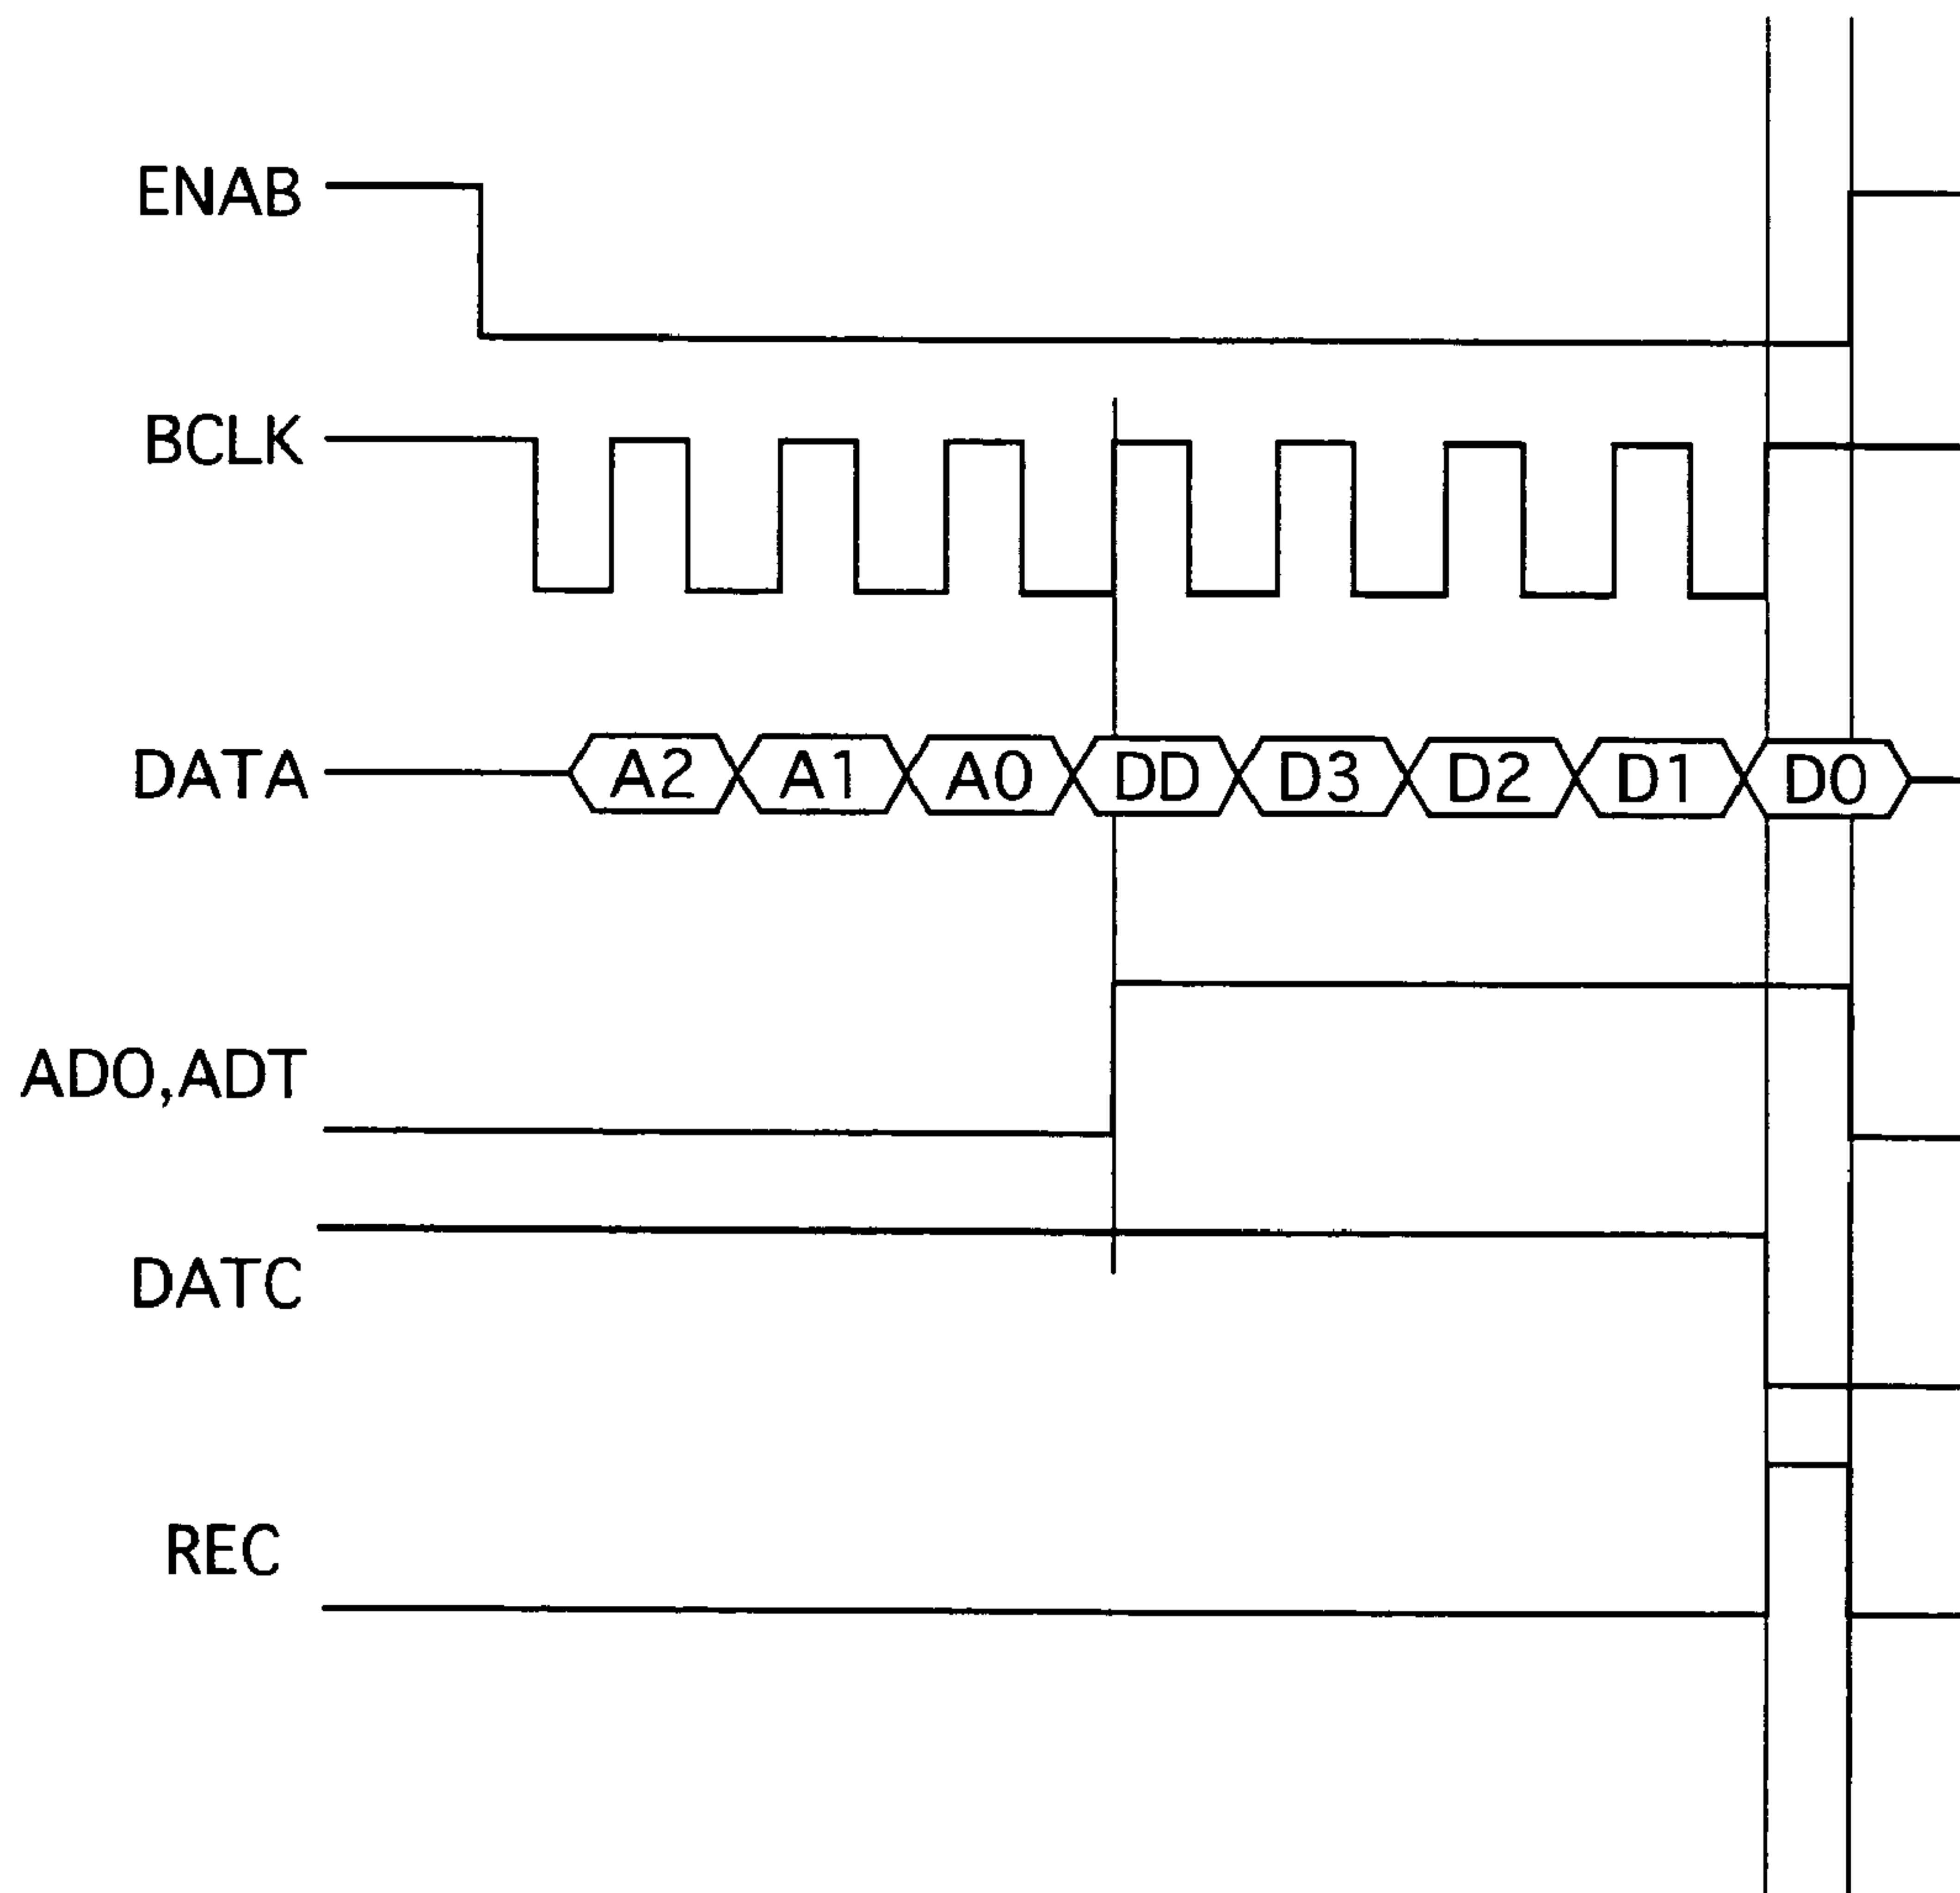 ENAB
BCLK
DATA A2 A1 A0 DD D3 D2 D1 D0
ADO,ADT
DATC
REC